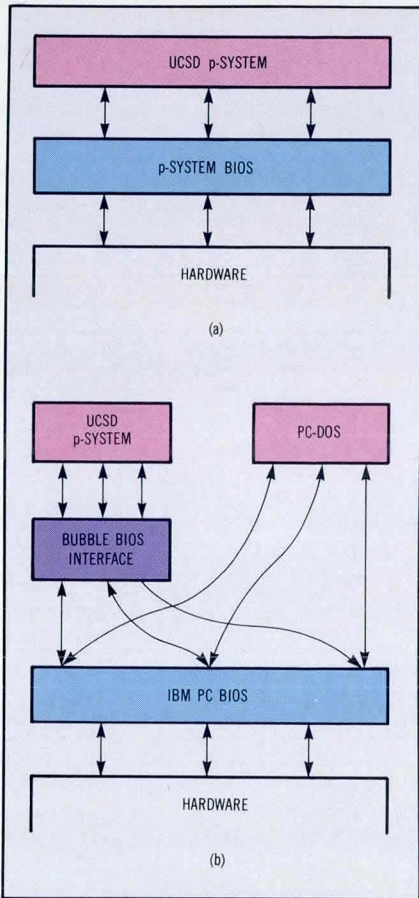 UCSD p-SYSTEM
p-SYSTEM BIOS
HARDWARE
(a)
UCSD
p-SYSTEM
PC-DOS
BUBBLE BIOS
INTERFACE
IBM PC BIOS
HARDWARE
(b)